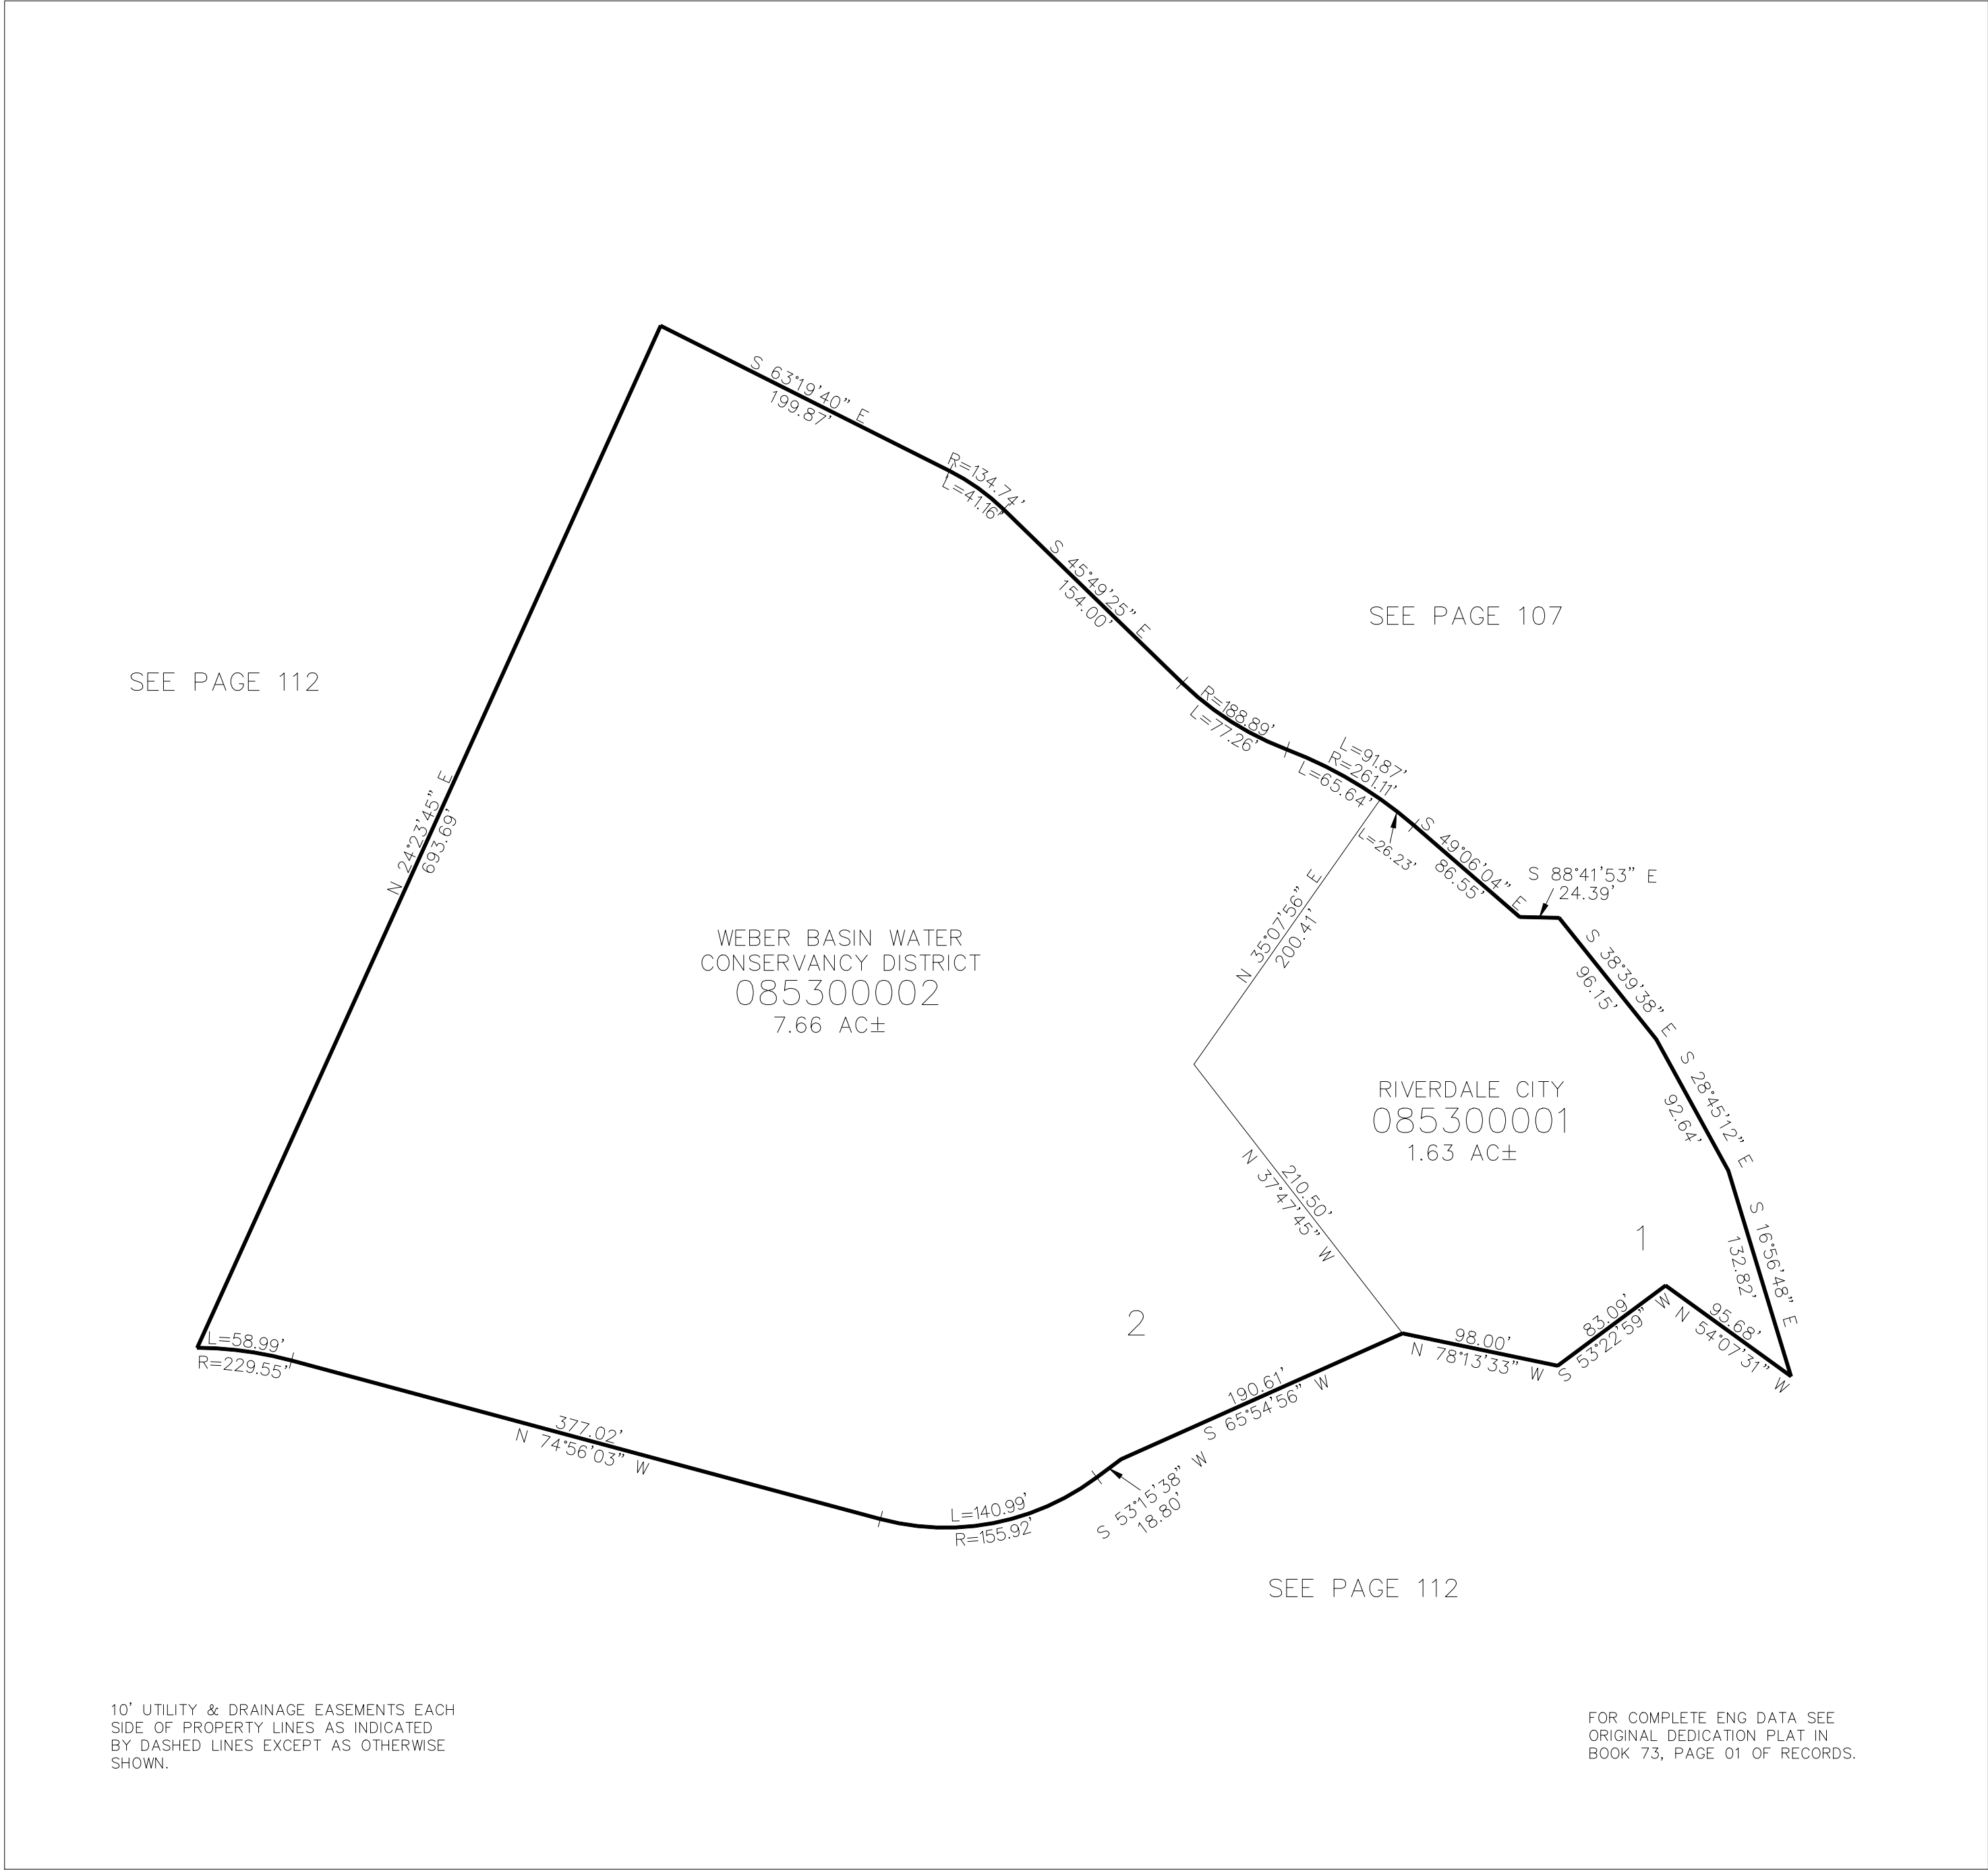 S 63°19'40" E
199.87'
R=134.74'
L=41.16'
S 45°49'25" E
154.00'
SEE PAGE 107
SEE PAGE 112
R=188.89'
L=77.26'
L=91.87'
R=261.11'
L=65.64'
L=26.23'
S 49°06'04" E
86.55'
S 88°41'53" E
24.39'
N 24°23'45" E
693.69'
N 35°07'56" E
200.41'
WEBER BASIN WATER
CONSERVANCY DISTRICT
085300002
7.66 AC±
S 38°39'38" E
96.15'
S 28°45'12" E
92.64'
RIVERDALE CITY
085300001
1.63 AC±
210.50'
N 37°47'45" W
1
S 16°56'48" E
132.82'
2
83.09'
S 53°22'59" W
95.68'
N 54°07'31" W
98.00'
N 78°13'33" W
L=58.99'
R=229.55'
190.61'
S 65°54'56" W
377.02'
N 74°56'03" W
S 53°15'38" W
18.80'
L=140.99'
R=155.92'
SEE PAGE 112
10' UTILITY & DRAINAGE EASEMENTS EACH
SIDE OF PROPERTY LINES AS INDICATED
BY DASHED LINES EXCEPT AS OTHERWISE
SHOWN.
FOR COMPLETE ENG DATA SEE
ORIGINAL DEDICATION PLAT IN
BOOK 73, PAGE 01 OF RECORDS.